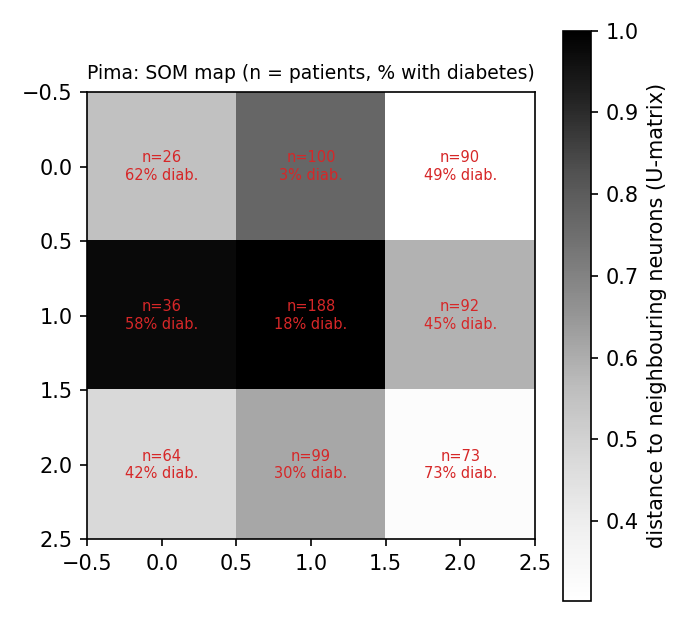 Pima: SOM map (n = patients, % with diabetes)
−0.5
0.0
0.5
1.0
1.5
2.0
2.5
n=26
62% diab.
n=100
3% diab.
n=90
49% diab.
n=36
58% diab.
n=188
18% diab.
n=92
45% diab.
n=64
42% diab.
n=99
30% diab.
n=73
73% diab.
−0.5
0.0
0.5
1.0
1.5
2.0
2.5
1.0
0.9
0.8
0.7
0.6
0.5
0.4
distance to neighbouring neurons (U-matrix)